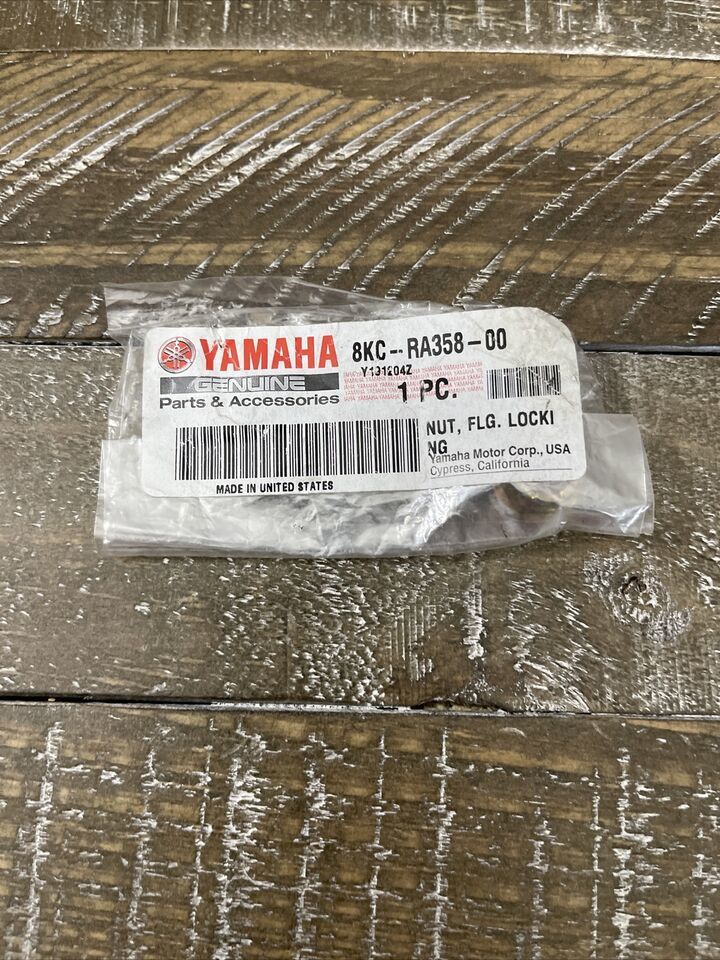 YAMAHA
GENUINE
Parts & Accessories
8KC-RA358-00
Y191204Z
1 PC.
NUT, FLG. LOCKI
NG
Yamaha Motor Corp., USA
Cypress, California
MADE IN UNITED STATES